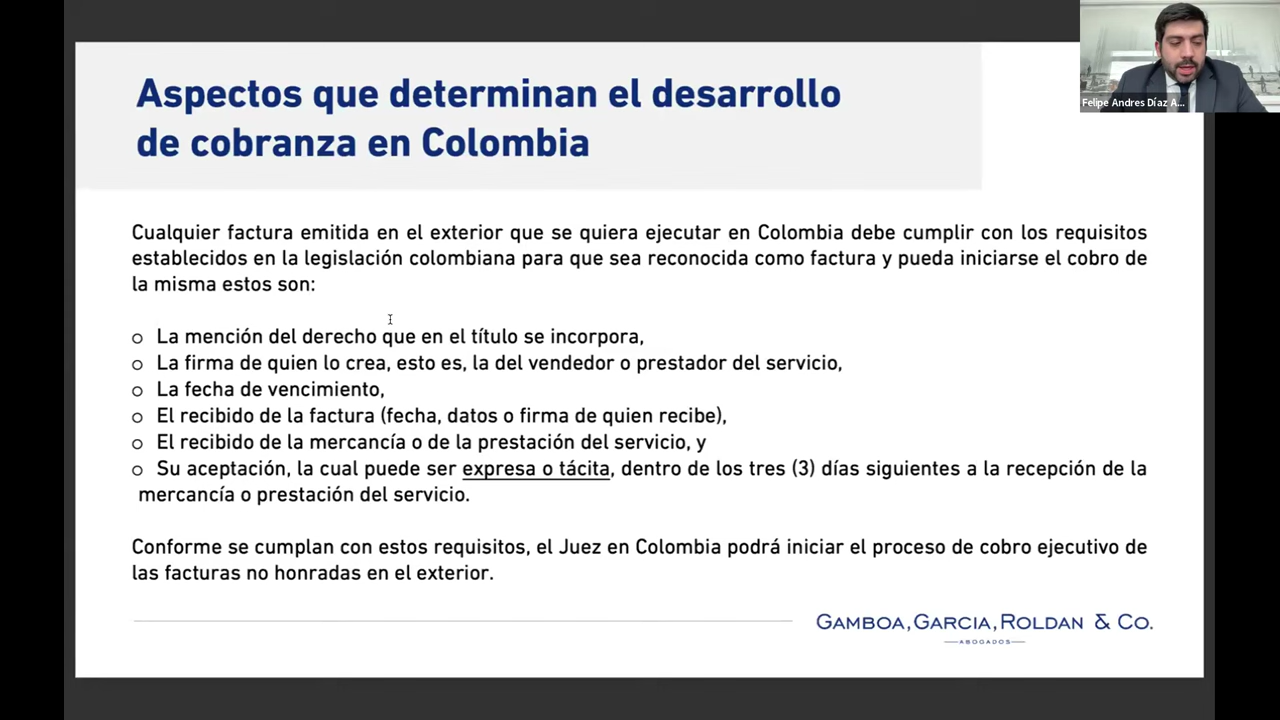 Aspectos que determinan el desarrollo
de cobranza en Colombia
Felipe Andres Díaz A...
Cualquier factura emitida en el exterior que se quiera ejecutar en Colombia debe cumplir con los requisitos
establecidos en la legislación colombiana para que sea reconocida como factura y pueda iniciarse el cobro de
la misma estos son:
o La mención del derecho que en el título se incorpora,
o La firma de quien lo crea, esto es, la del vendedor o prestador del servicio,
o La fecha de vencimiento,
o El recibido de la factura (fecha, datos o firma de quien recibe),
o El recibido de la mercancía o de la prestación del servicio, y
o Su aceptación, la cual puede ser expresa o tácita, dentro de los tres (3) días siguientes a la recepción de la
mercancía o prestación del servicio.
Conforme se cumplan con estos requisitos, el Juez en Colombia podrá iniciar el proceso de cobro ejecutivo de
las facturas no honradas en el exterior.
GAMBOA, GARCIA, ROLDAN & CO.
ABOGADOS